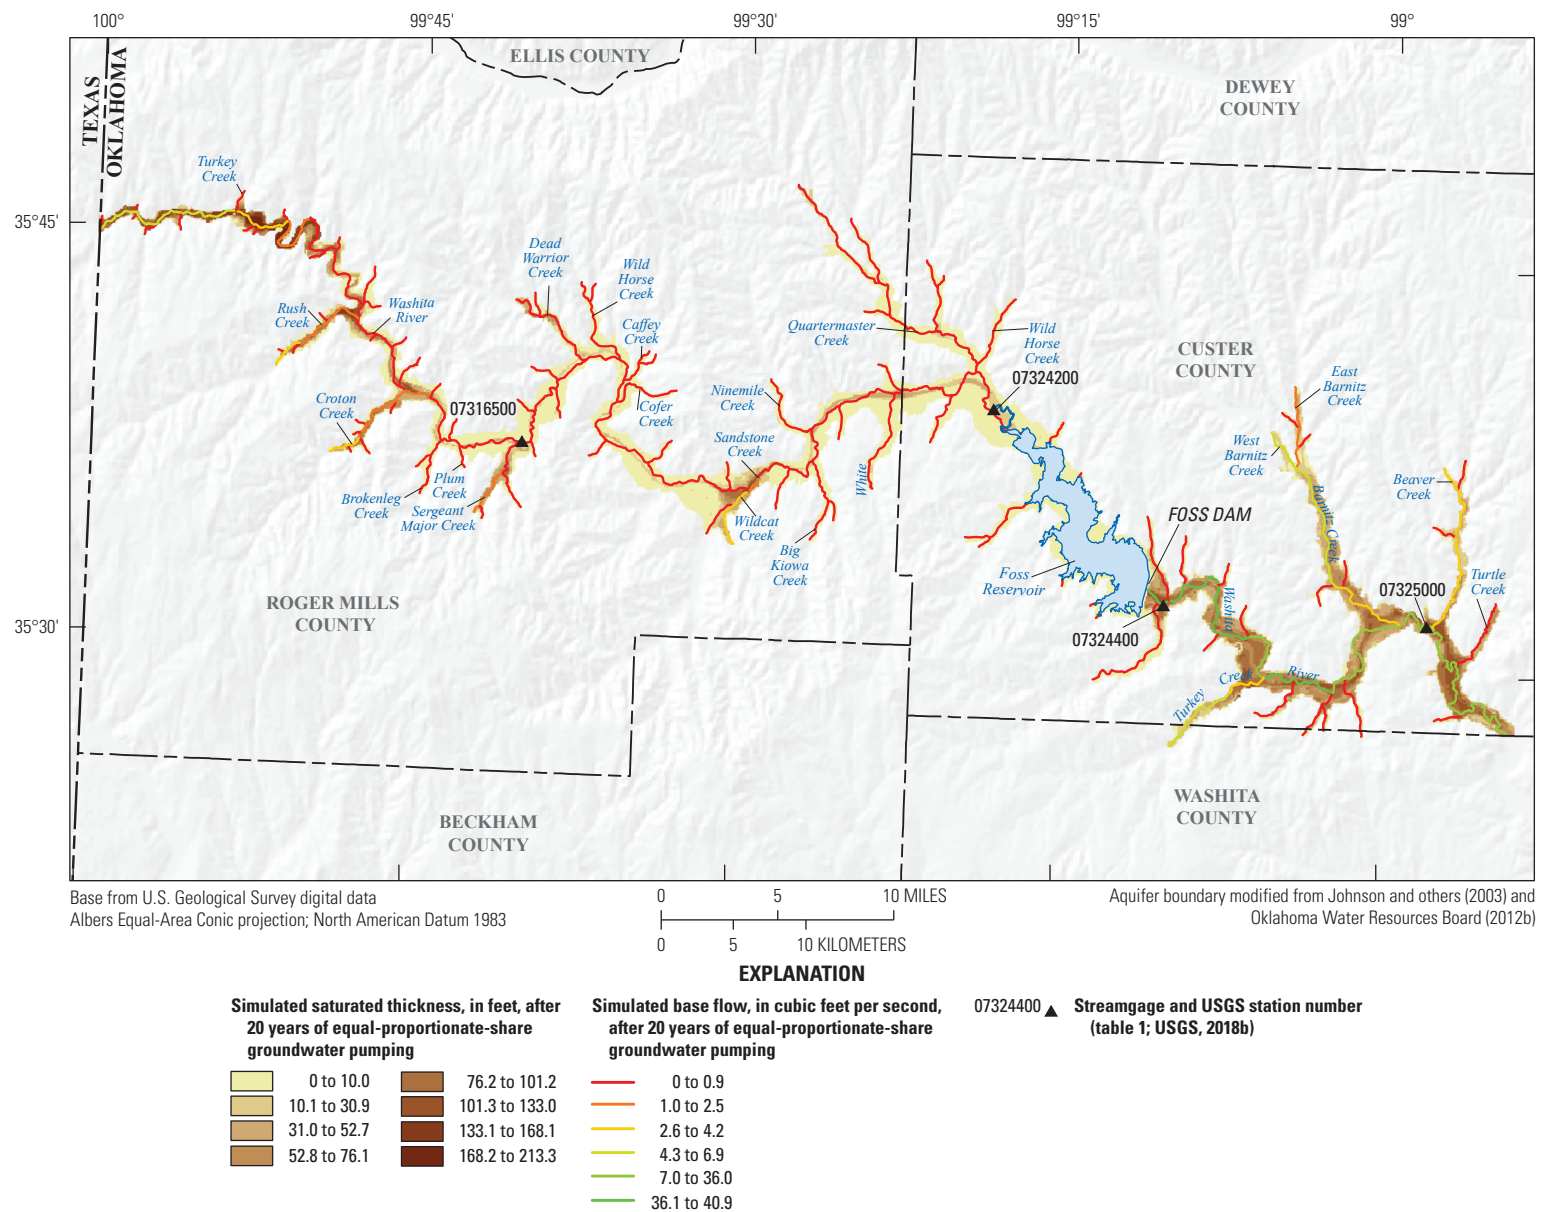 100°
99°45'
99°30'
99°15'
99°
TEXAS
OKLAHOMA
ELLIS COUNTY
DEWEY
COUNTY
Turkey
Creek
35°45'
Dead
Warrior
Creek
Wild
Horse
Creek
Rush
Creek
Washita
River
Caffey
Creek
Quartermaster
Creek
Wild
Horse
Creek
CUSTER
COUNTY
07324200
East
Barnitz
Creek
Croton
Creek
07316500
Cofer
Creek
Ninemile
Creek
Sandstone
Creek
West
Barnitz
Creek
White
Plum
Creek
Brokenleg
Creek
Sergeant
Major Creek
Beaver
Creek
Barnitz Creek
Wildcat
Creek
FOSS DAM
Big
Kiowa
Creek
Foss
Reservoir
ROGER MILLS
COUNTY
Washita
07325000
Turtle
Creek
35°30'
07324400
Turkey
Creek
River
WASHITA
COUNTY
BECKHAM
COUNTY
Base from U.S. Geological Survey digital data
Albers Equal-Area Conic projection; North American Datum 1983
0 5 10 MILES
0 5 10 KILOMETERS
Aquifer boundary modified from Johnson and others (2003) and
Oklahoma Water Resources Board (2012b)
EXPLANATION
Simulated saturated thickness, in feet, after
20 years of equal-proportionate-share
groundwater pumping
0 to 10.0
10.1 to 30.9
31.0 to 52.7
52.8 to 76.1
76.2 to 101.2
101.3 to 133.0
133.1 to 168.1
168.2 to 213.3
Simulated base flow, in cubic feet per second,
after 20 years of equal-proportionate-share
groundwater pumping
0 to 0.9
1.0 to 2.5
2.6 to 4.2
4.3 to 6.9
7.0 to 36.0
36.1 to 40.9
07324400
Streamgage and USGS station number
(table 1; USGS, 2018b)